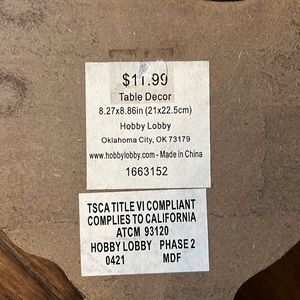 $11.99
Table Decor
8.27x8.86in (21x22.5cm)
Hobby Lobby
Oklahoma City, OK 73179
www.hobbylobby.com - Made in China
1663152
TSCA TITLE VI COMPLIANT
COMPLIES TO CALIFORNIA
ATCM 93120
HOBBY LOBBY PHASE 2
0421 MDF